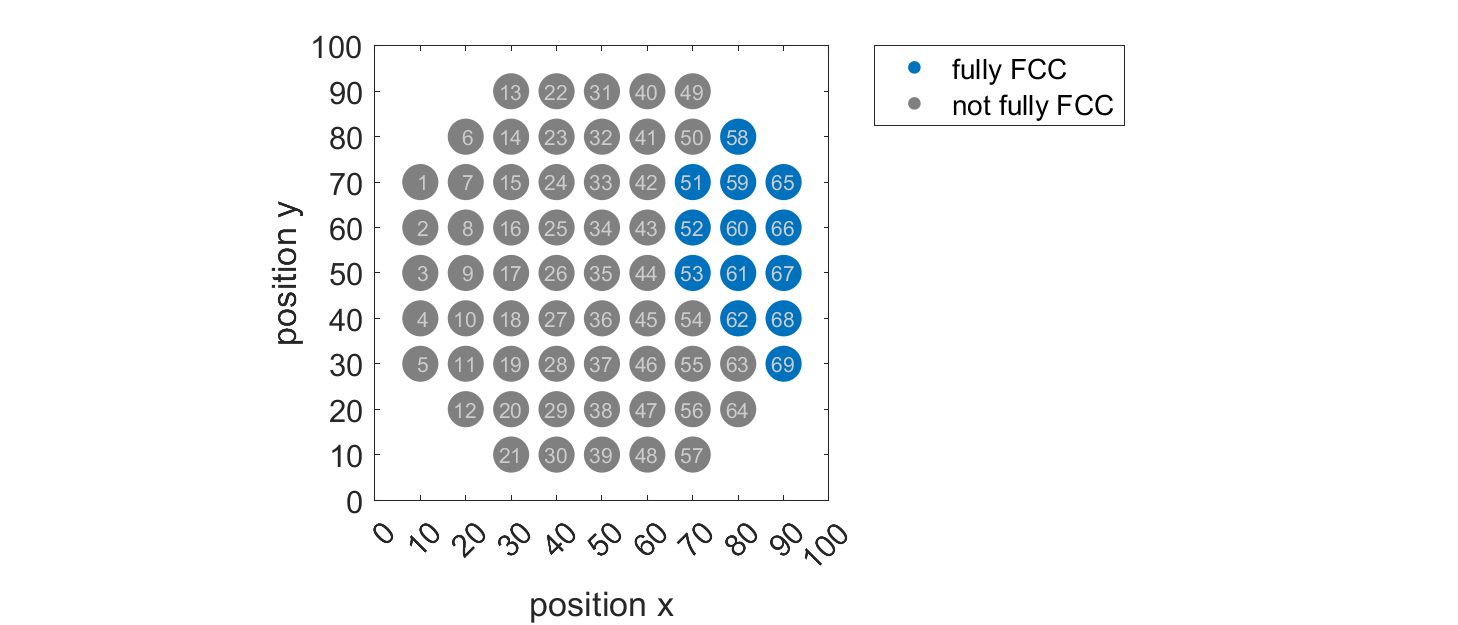 100
90 13 22 31 40 49
80 6 14 23 32 41 50 58
70 1 7 15 24 33 42 51 59 65
60 2 8 16 25 34 43 52 60 66
50 3 9 17 26 35 44 53 61 67
40 4 10 18 27 36 45 54 62 68
30 5 11 19 28 37 46 55 63 69
20 12 20 29 38 47 56 64
10 21 30 39 48 57
0
position y
0 10 20 30 40 50 60 70 80 90 100
position x
fully FCC
not fully FCC